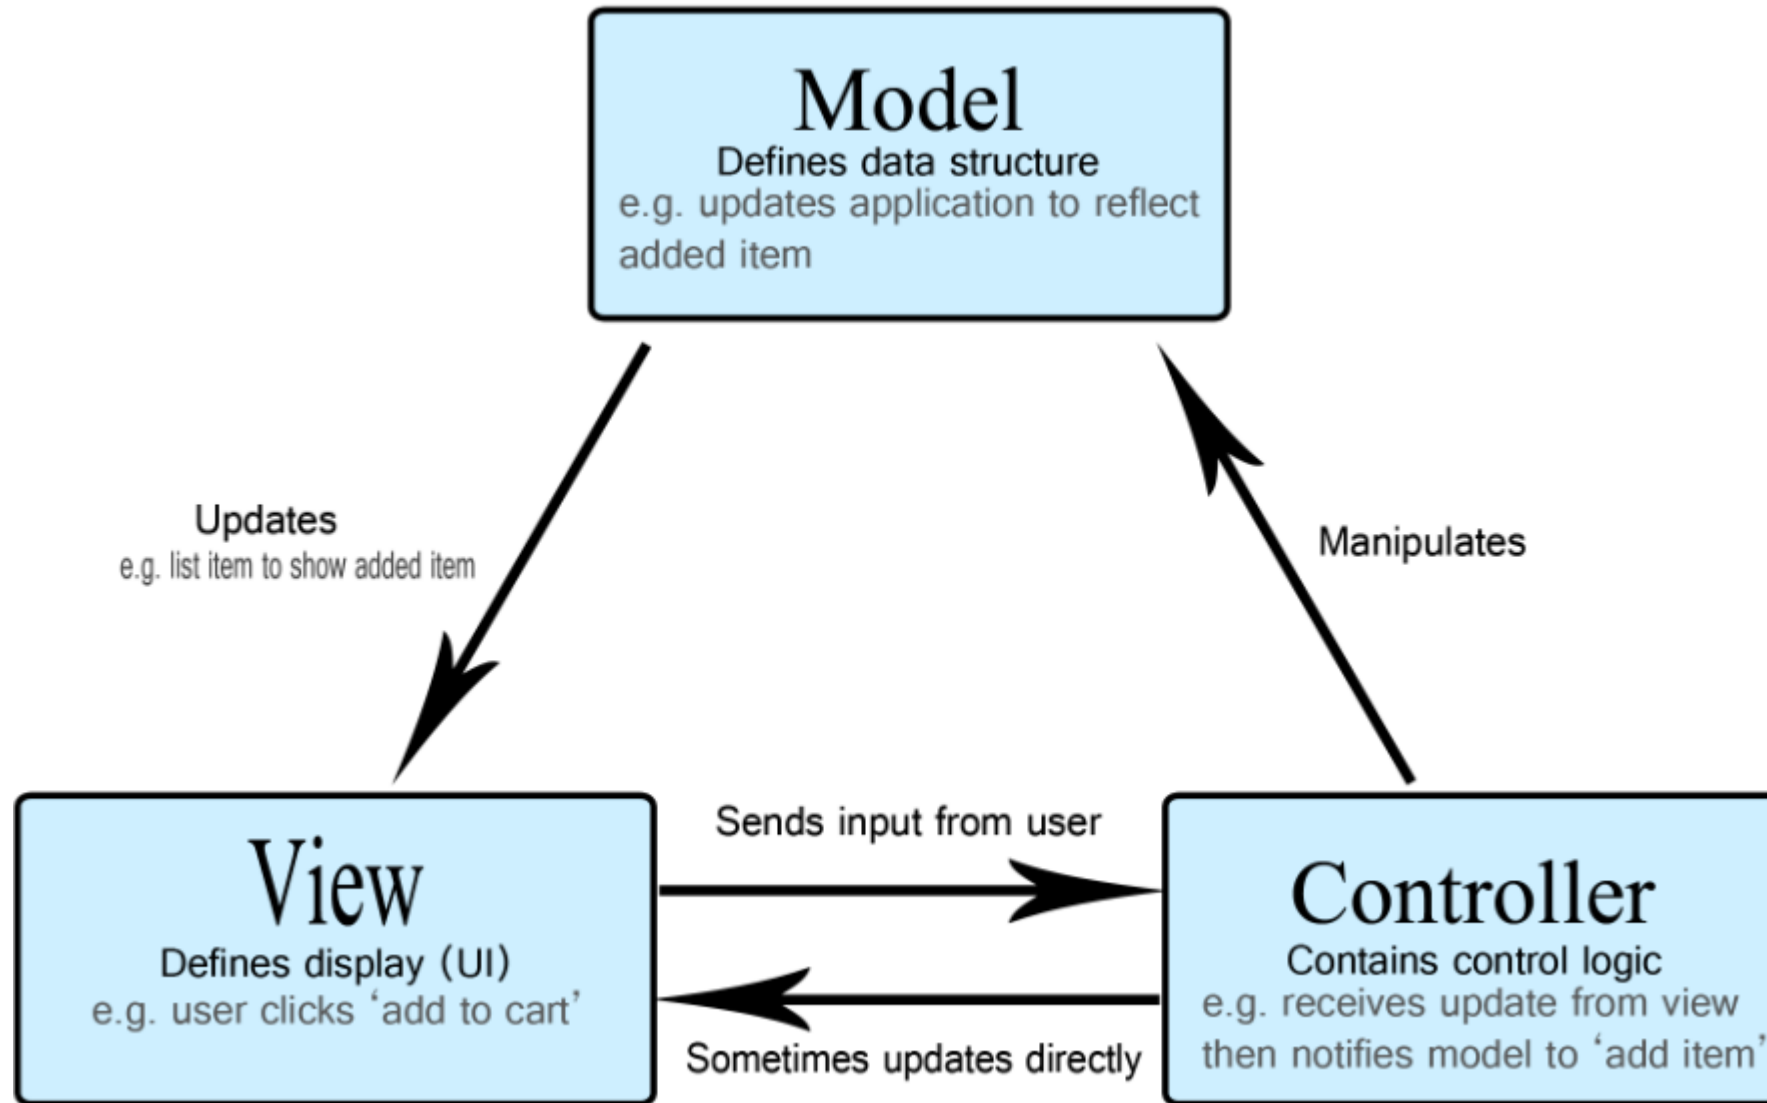 Model
Defines data structure
e.g. updates application to reflect
added item
Updates
e.g. list item to show added item
Manipulates
Sends input from user
View
Defines display (UI)
e.g. user clicks ‘add to cart’
Controller
Contains control logic
e.g. receives update from view
then notifies model to ‘add item’
Sometimes updates directly